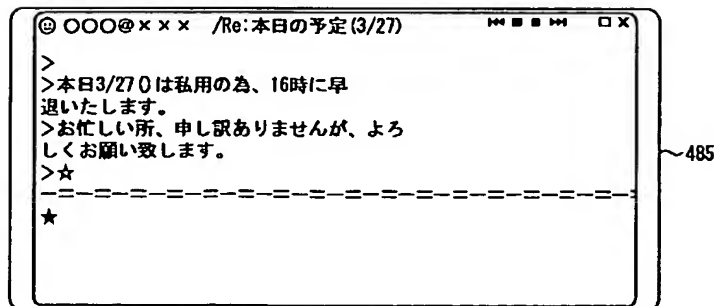 ☺ ○○○@××× /Re:本日の予定(3/27) ⏮ ■ ■ ⏭ □ X
>
>本日3/27()は私用の為、16時に早
退いたします。
>お忙しい所、申し訳ありませんが、よろ
しくお願い致します。
>☆
-=-=-=-=-=-=-=-=-=-=-=-=-=-=-=-
★
485